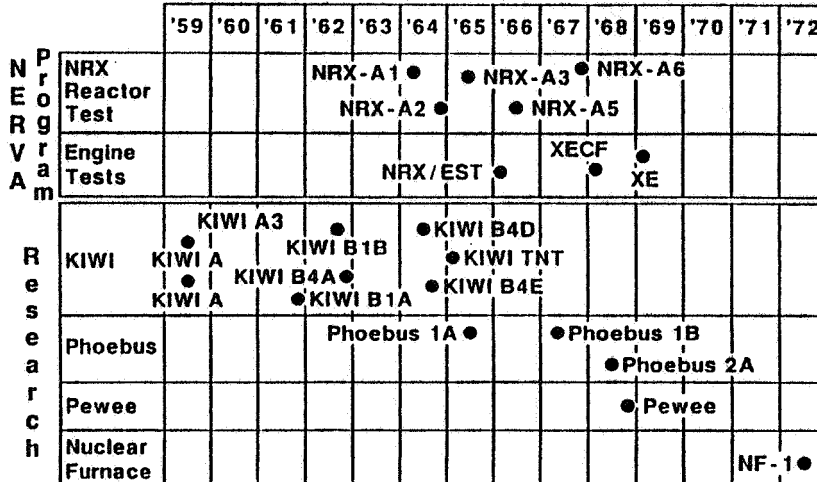 '59 '60 '61 '62 '63 '64 '65 '66 '67 '68 '69 '70 '71 '72
NERVA
Program
NRX
Reactor
Test
NRX-A1
NRX-A3
NRX-A6
NRX-A2
NRX-A5
Engine
Tests
NRX/EST
XECF
XE
Research
KIWI
KIWI A3
KIWI A
KIWI A
KIWI B1B
KIWI B4A
KIWI B1A
KIWI B4D
KIWI TNT
KIWI B4E
Phoebus
Phoebus 1A
Phoebus 1B
Phoebus 2A
Pewee
Pewee
Nuclear
Furnace
NF-1